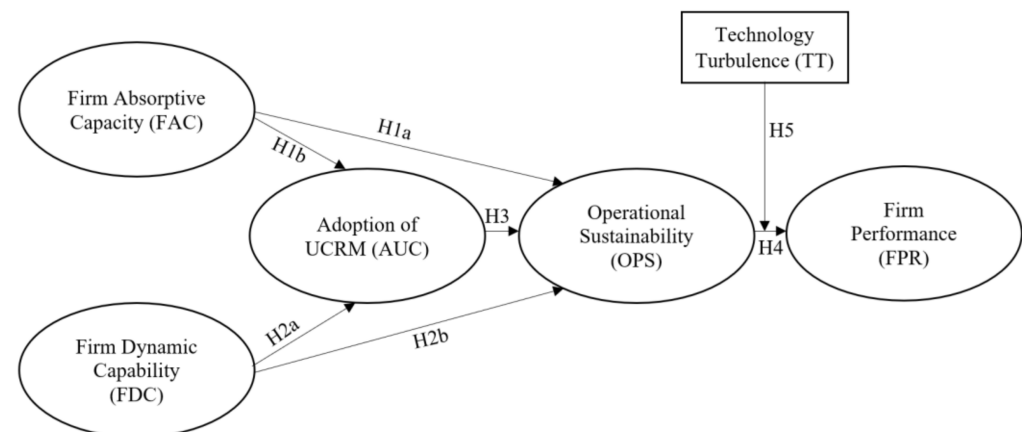 Technology
Turbulence (TT)
Firm Absorptive
Capacity (FAC)
H1a
H1b
H5
Adoption of
UCRM (AUC)
H3
Operational
Sustainability
(OPS)
H4
Firm
Performance
(FPR)
H2a
H2b
Firm Dynamic
Capability
(FDC)